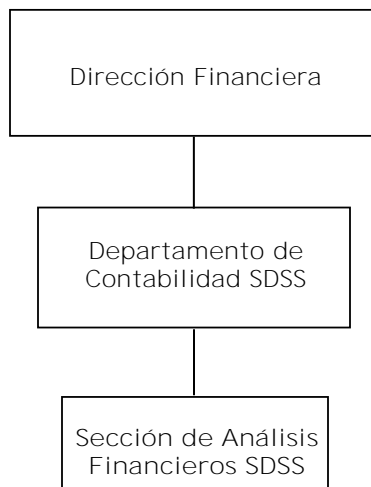 Dirección Financiera
Departamento de
Contabilidad SDSS
Sección de Análisis
Financieros SDSS